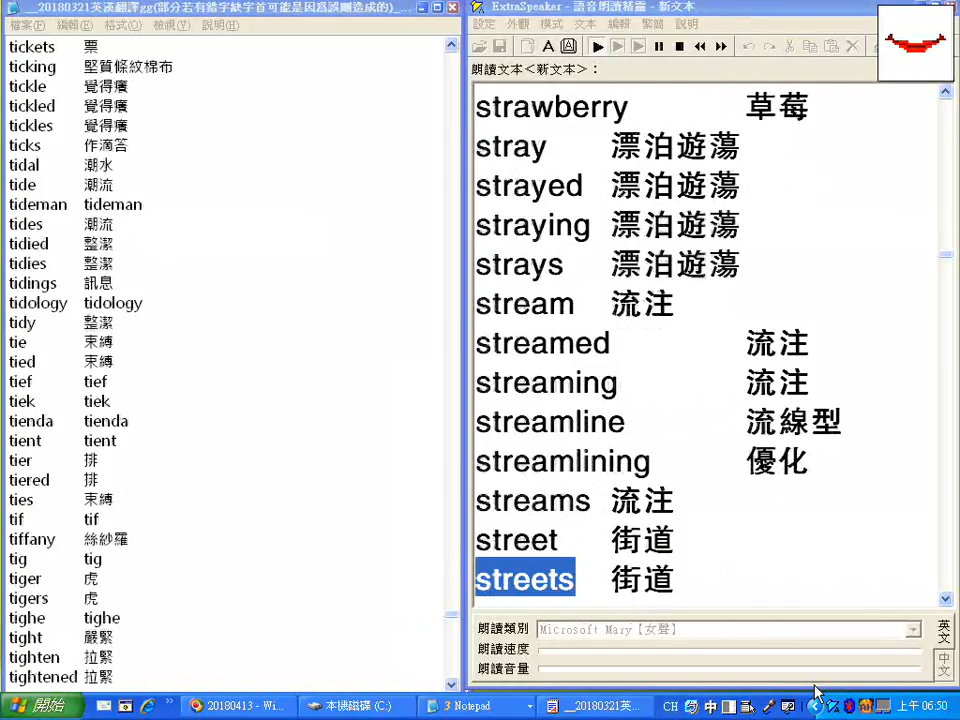 __20180321英漢翻譯gg(部分若有錯字缺字首可能是因爲誤刪造成的)_...
檔案(F) 編輯(E) 格式(O) 檢視(V) 說明(H)
tickets 票
ticking 堅質條紋棉布
tickle 覺得癢
tickled 覺得癢
tickles 覺得癢
ticks 作滴答
tidal 潮水
tide 潮流
tideman tideman
tides 潮流
tidied 整潔
tidies 整潔
tidings 訊息
tidology tidology
tidy 整潔
tie 束縛
tied 束縛
tief tief
tiek tiek
tienda tienda
tient tient
tier 排
tiered 排
ties 束縛
tif tif
tiffany 絲紗羅
tig tig
tiger 虎
tigers 虎
tighe tighe
tight 嚴緊
tighten 拉緊
tightened 拉緊
ExtraSpeaker - 語音朗讀精靈 - 新文本
設定 外觀 模式 文本 編輯 繁簡 說明
朗讀文本<新文本>：
strawberry 草莓
stray 漂泊遊蕩
strayed 漂泊遊蕩
straying 漂泊遊蕩
strays 漂泊遊蕩
stream 流注
streamed 流注
streaming 流注
streamline 流線型
streamlining 優化
streams 流注
street 街道
streets 街道
朗讀類別 Microsoft Mary【女聲】
朗讀速度
朗讀音量
英文
中文
開始 20180413 - Wi... 本機磁碟 (C:) 3 Notepad __20180321英... CH 中 上午 06:50